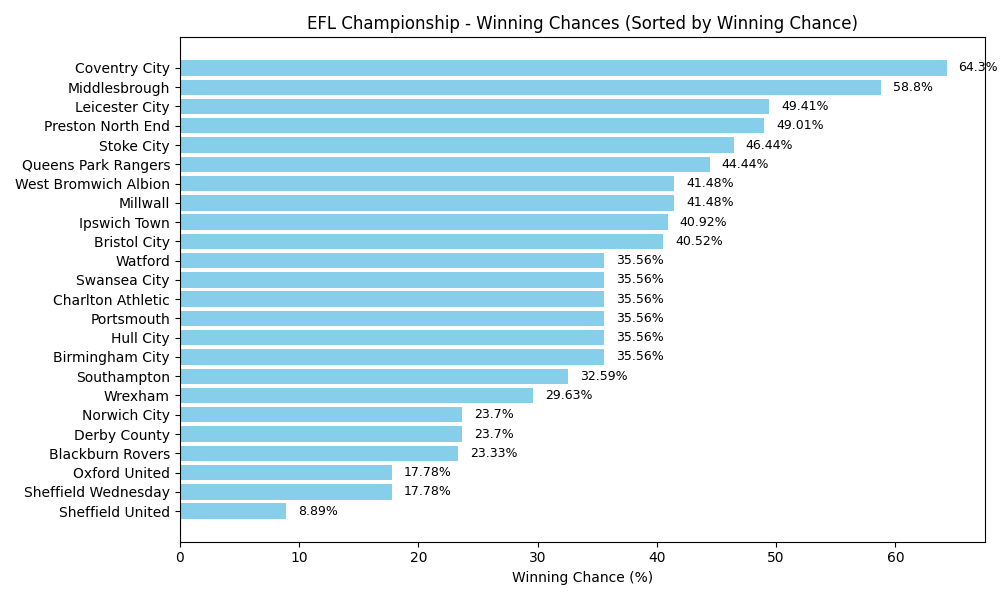 EFL Championship - Winning Chances (Sorted by Winning Chance)
Coventry City 64.3%
Middlesbrough 58.8%
Leicester City 49.41%
Preston North End 49.01%
Stoke City 46.44%
Queens Park Rangers 44.44%
West Bromwich Albion 41.48%
Millwall 41.48%
Ipswich Town 40.92%
Bristol City 40.52%
Watford 35.56%
Swansea City 35.56%
Charlton Athletic 35.56%
Portsmouth 35.56%
Hull City 35.56%
Birmingham City 35.56%
Southampton 32.59%
Wrexham 29.63%
Norwich City 23.7%
Derby County 23.7%
Blackburn Rovers 23.33%
Oxford United 17.78%
Sheffield Wednesday 17.78%
Sheffield United 8.89%
0 10 20 30 40 50 60
Winning Chance (%)